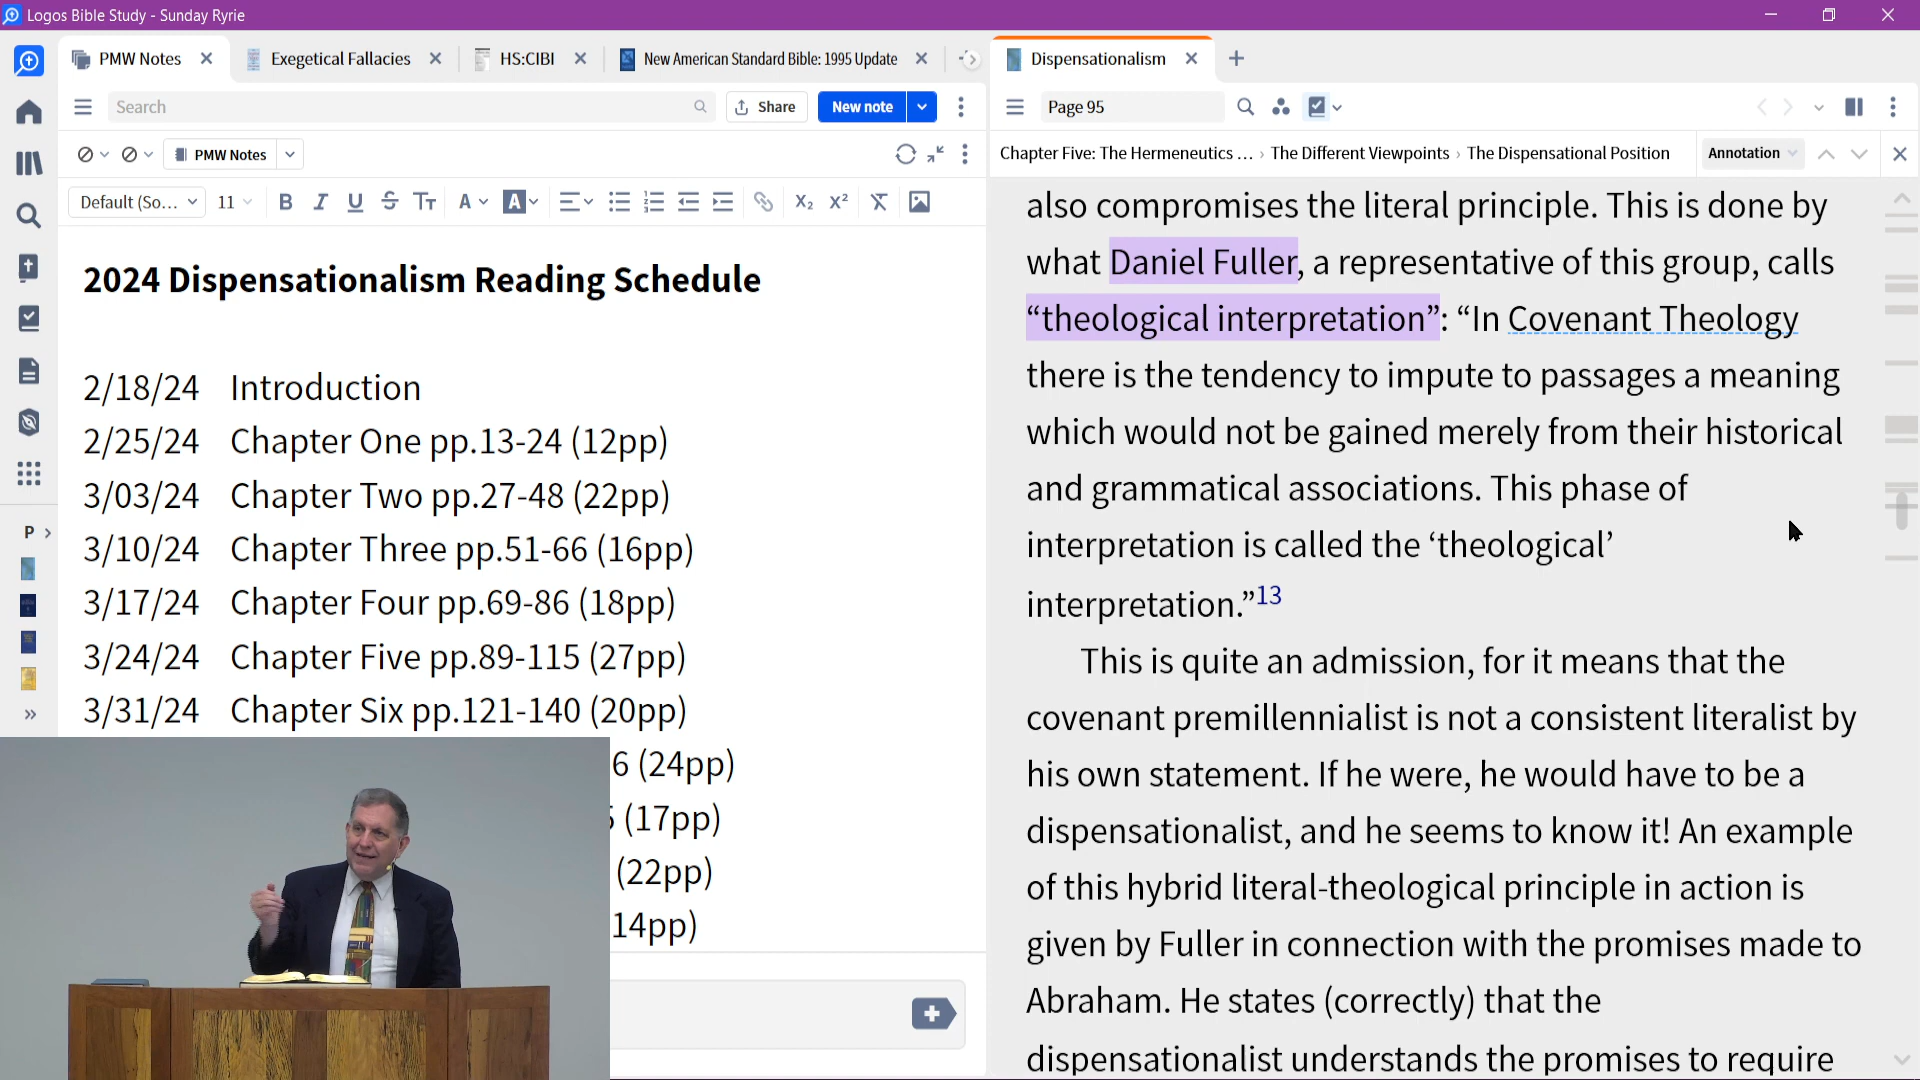 Logos Bible Study - Sunday Ryrie
PMW Notes
Exegetical Fallacies
HS:CIBI
New American Standard Bible: 1995 Update
Dispensationalism
Search
Share
New note
Page 95
PMW Notes
Chapter Five: The Hermeneutics ... › The Different Viewpoints › The Dispensational Position
Annotation
Default (So... 11
P
2024 Dispensationalism Reading Schedule
2/18/24 Introduction
2/25/24 Chapter One pp.13-24 (12pp)
3/03/24 Chapter Two pp.27-48 (22pp)
3/10/24 Chapter Three pp.51-66 (16pp)
3/17/24 Chapter Four pp.69-86 (18pp)
3/24/24 Chapter Five pp.89-115 (27pp)
3/31/24 Chapter Six pp.121-140 (20pp)
6 (24pp)
(17pp)
(22pp)
14pp)
also compromises the literal principle. This is done by
what Daniel Fuller, a representative of this group, calls
“theological interpretation”: “In Covenant Theology
there is the tendency to impute to passages a meaning
which would not be gained merely from their historical
and grammatical associations. This phase of
interpretation is called the ‘theological’
interpretation.”13
This is quite an admission, for it means that the
covenant premillennialist is not a consistent literalist by
his own statement. If he were, he would have to be a
dispensationalist, and he seems to know it! An example
of this hybrid literal-theological principle in action is
given by Fuller in connection with the promises made to
Abraham. He states (correctly) that the
dispensationalist understands the promises to require